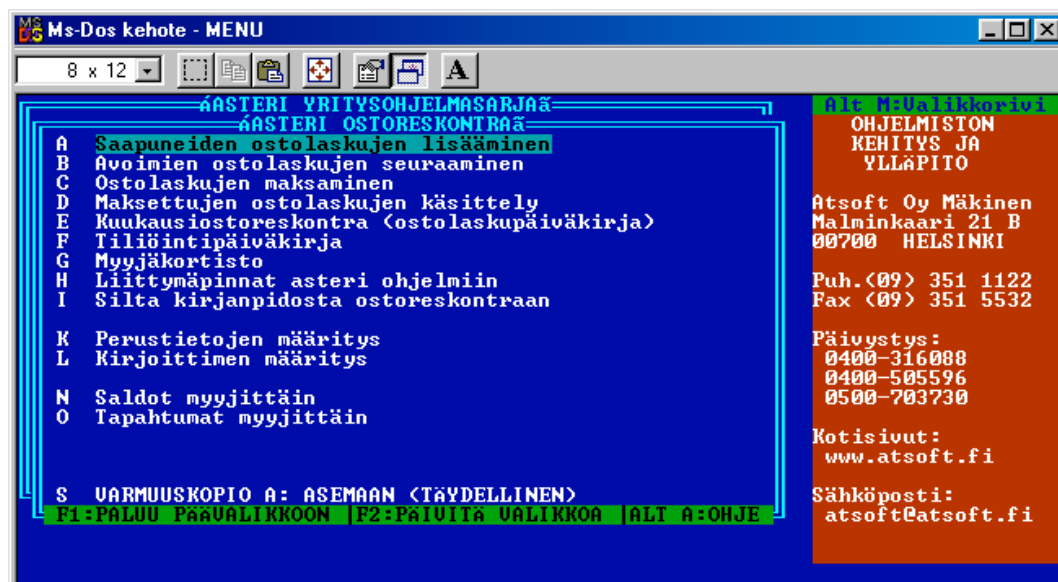 Ms-Dos kehote - MENU
8 x 12
A
áASTERI YRITYSOHJELMASARJAã
áASTERI OSTORESKONTRAã
A Saapuneiden ostolaskujen lisääminen
B Avoimien ostolaskujen seuraaminen
C Ostolaskujen maksaminen
D Maksettujen ostolaskujen käsittely
E Kuukausiostoreskontra (ostolaskupäiväkirja)
F Tiliöintipäiväkirja
G Myyjäkortisto
H Liittymäpinnat asteri ohjelmiin
I Silta kirjanpidosta ostoreskontraan
K Perustietojen määritys
L Kirjoittimen määritys
N Saldot myyjittäin
O Tapahtumat myyjittäin
S VARMUUSKOPIO A: ASEMAAN (TÄYDELLINEN)
F1:PALUU PÄÄVALIKKOON |F2:PÄIVITÄ VALIKKOA |ALT A:OHJE
Alt M:Valikkorivi
OHJELMISTON
KEHITYS JA
YLLÄPITO
Atsoft Oy Mäkinen
Malminkaari 21 B
00700 HELSINKI
Puh.(09) 351 1122
Fax (09) 351 5532
Päivystys:
0400-316088
0400-505596
0500-703730
Kotisivut:
www.atsoft.fi
Sähköposti:
atsoft@atsoft.fi